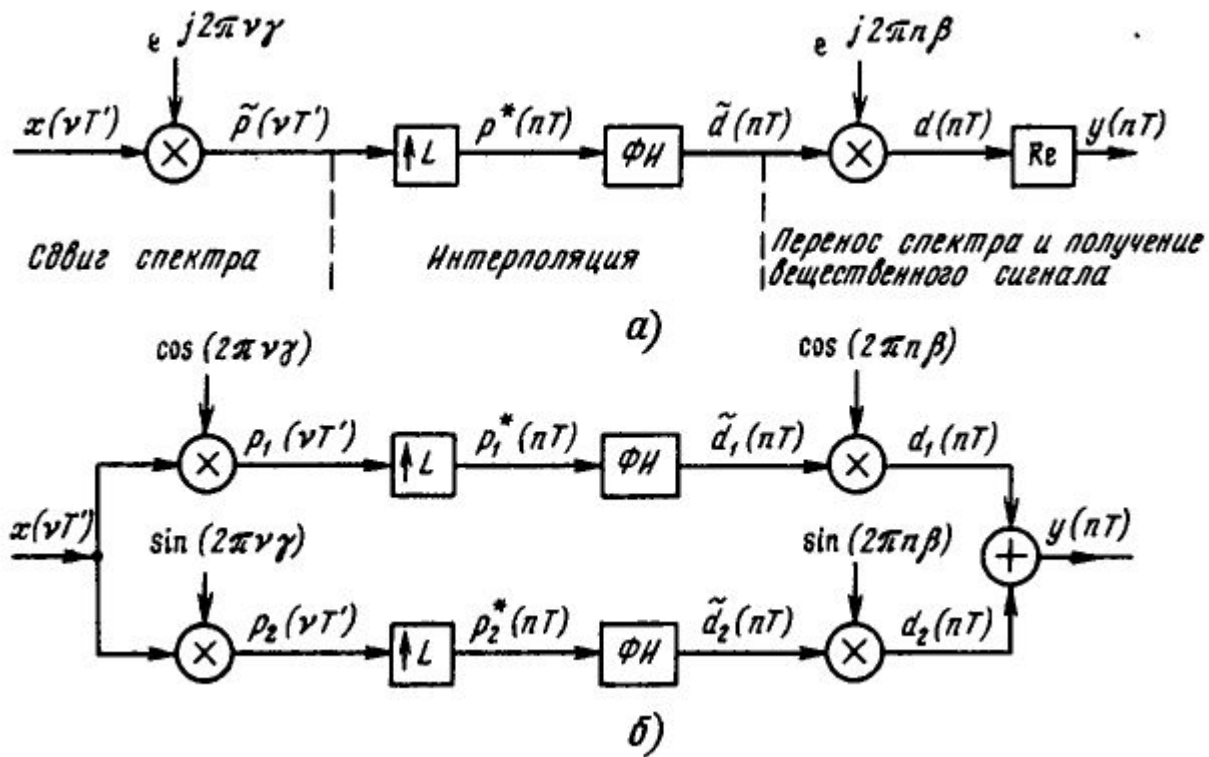 e j2πνγ e j2πnβ
x(νT') p̃(νT') ↑L p*(nT) ФИ d̃(nT) d(nT) Re y(nT)
Сдвиг спектра Интерполяция Перенос спектра и получение
вещественного сигнала
а)
cos (2πνγ) cos (2πnβ)
p₁(νT') ↑L p₁*(nT) ФИ d̃₁(nT) d₁(nT)
x(νT') sin (2πνγ) sin (2πnβ) y(nT)
p₂(νT') ↑L p₂*(nT) ФИ d̃₂(nT) d₂(nT)
б)